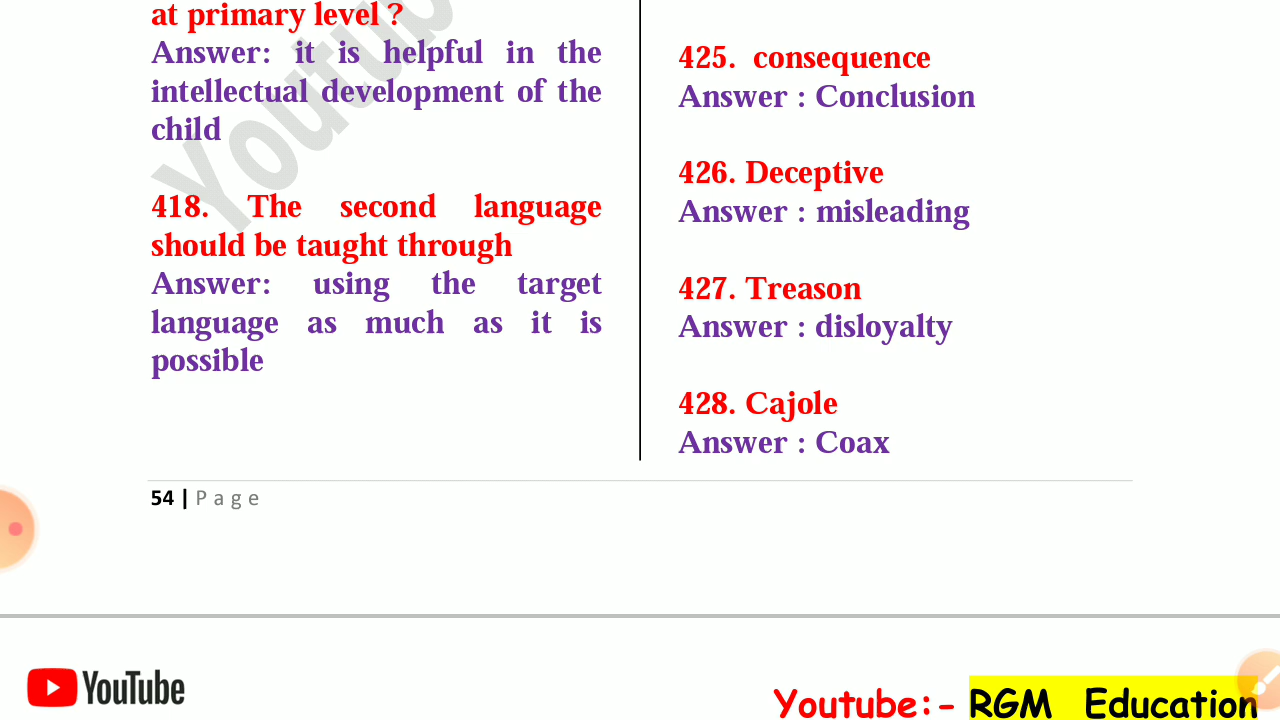 at primary level ?
Answer: it is helpful in the
intellectual development of the
child
418. The second language
should be taught through
Answer: using the target
language as much as it is
possible
425. consequence
Answer : Conclusion
426. Deceptive
Answer : misleading
427. Treason
Answer : disloyalty
428. Cajole
Answer : Coax
54 | Page
YouTube
Youtube:- RGM Education